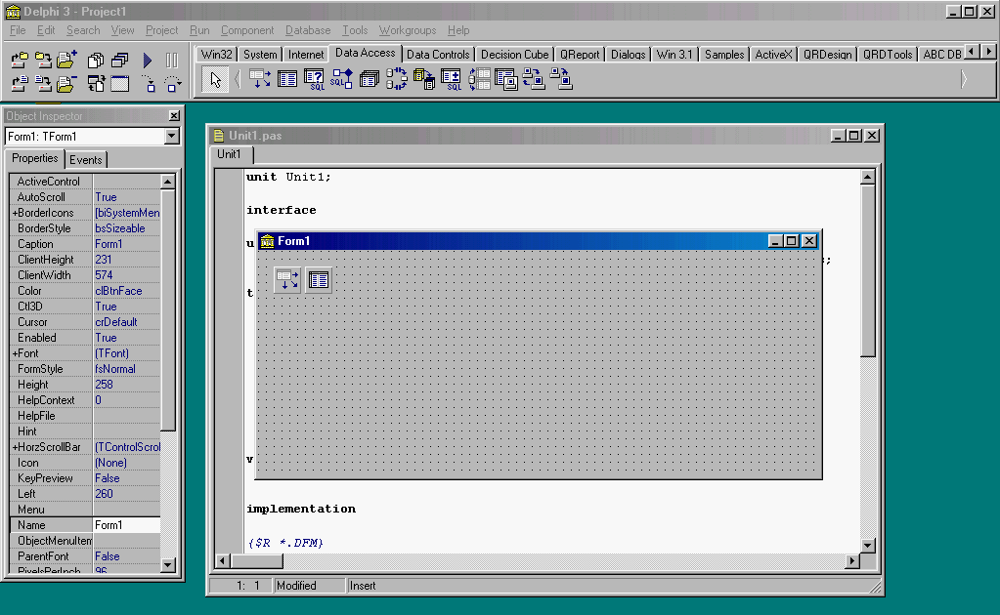 Delphi 3 - Project1
File Edit Search View Project Run Component Database Tools Workgroups Help
Win32 System Internet Data Access Data Controls Decision Cube QReport Dialogs Win 3.1 Samples ActiveX QRDesign QRDTools ABC DB
SQL SQL SQL
Object Inspector
Form1: TForm1
Properties Events
ActiveControl
AutoScroll True
+BorderIcons [biSystemMen
BorderStyle bsSizeable
Caption Form1
ClientHeight 231
ClientWidth 574
Color clBtnFace
Ctl3D True
Cursor crDefault
Enabled True
+Font (TFont)
FormStyle fsNormal
Height 258
HelpContext 0
HelpFile
Hint
+HorzScrollBar (TControlScrol
Icon (None)
KeyPreview False
Left 260
Menu
Name Form1
ObjectMenuItem
ParentFont False
PixelsPerInch 96
Unit1.pas
Unit1
unit Unit1;
interface
u
Form1
s;
t
v
implementation
{$R *.DFM}
1: 1 Modified Insert